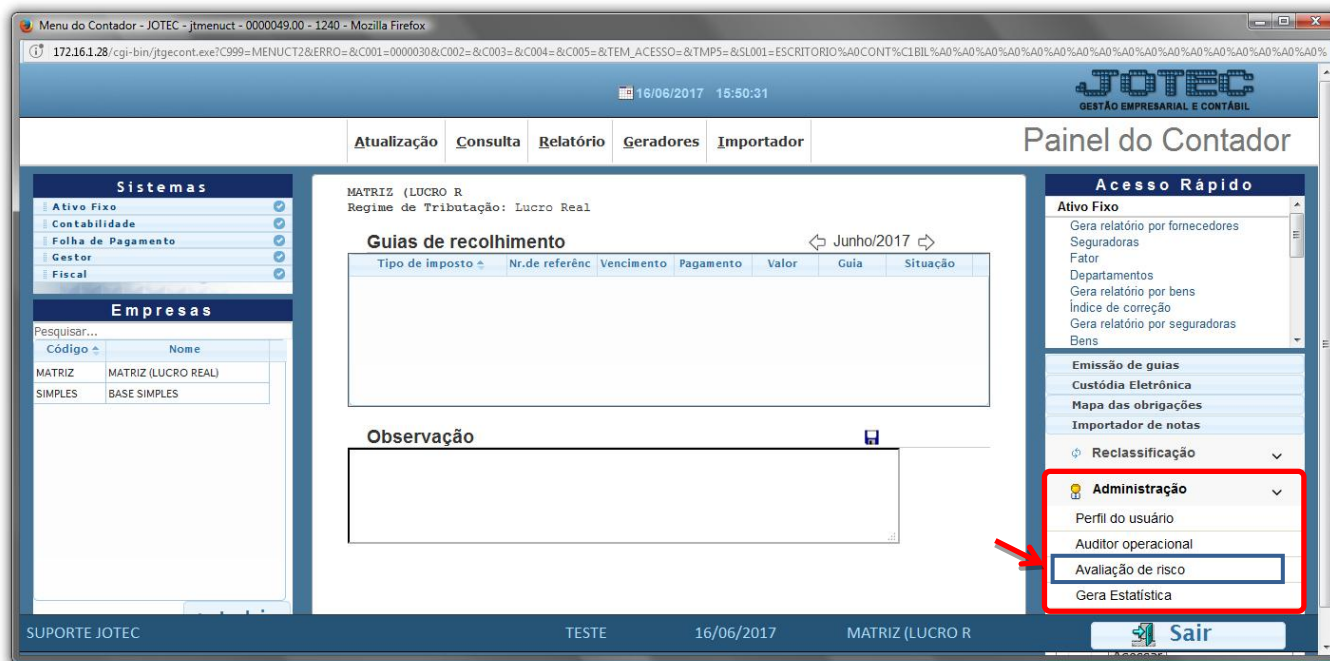 Menu do Contador - JOTEC - jtmenuct - 0000049.00 - 1240 - Mozilla Firefox
172.16.1.28/cgi-bin/jtgecont.exe?C999=MENUCT2&ERRO=&C001=0000030&C002=&C003=&C004=&C005=&TEM_ACESSO=&TMP5=&SL001=ESCRITORIO%A0CONT%C1BIL%A0%A0%A0%A0%A0%A0%A0%A0%A0%A0%A0%A0%A0%A0%A0%A0%A0%
16/06/2017 15:50:31
JOTEC
GESTÃO EMPRESARIAL E CONTÁBIL
Atualização Consulta Relatório Geradores Importador
Painel do Contador
Sistemas
Ativo Fixo
Contabilidade
Folha de Pagamento
Gestor
Fiscal
Empresas
Pesquisar...
Código Nome
MATRIZ MATRIZ (LUCRO REAL)
SIMPLES BASE SIMPLES
MATRIZ (LUCRO R
Regime de Tributação: Lucro Real
Guias de recolhimento Junho/2017
Tipo de imposto Nr.de referênc Vencimento Pagamento Valor Guia Situação
Observação
Acesso Rápido
Ativo Fixo
Gera relatório por fornecedores
Seguradoras
Fator
Departamentos
Gera relatório por bens
Índice de correção
Gera relatório por seguradoras
Bens
Emissão de guias
Custódia Eletrônica
Mapa das obrigações
Importador de notas
Reclassificação
Administração
Perfil do usuário
Auditor operacional
Avaliação de risco
Gera Estatística
SUPORTE JOTEC TESTE 16/06/2017 MATRIZ (LUCRO R Sair